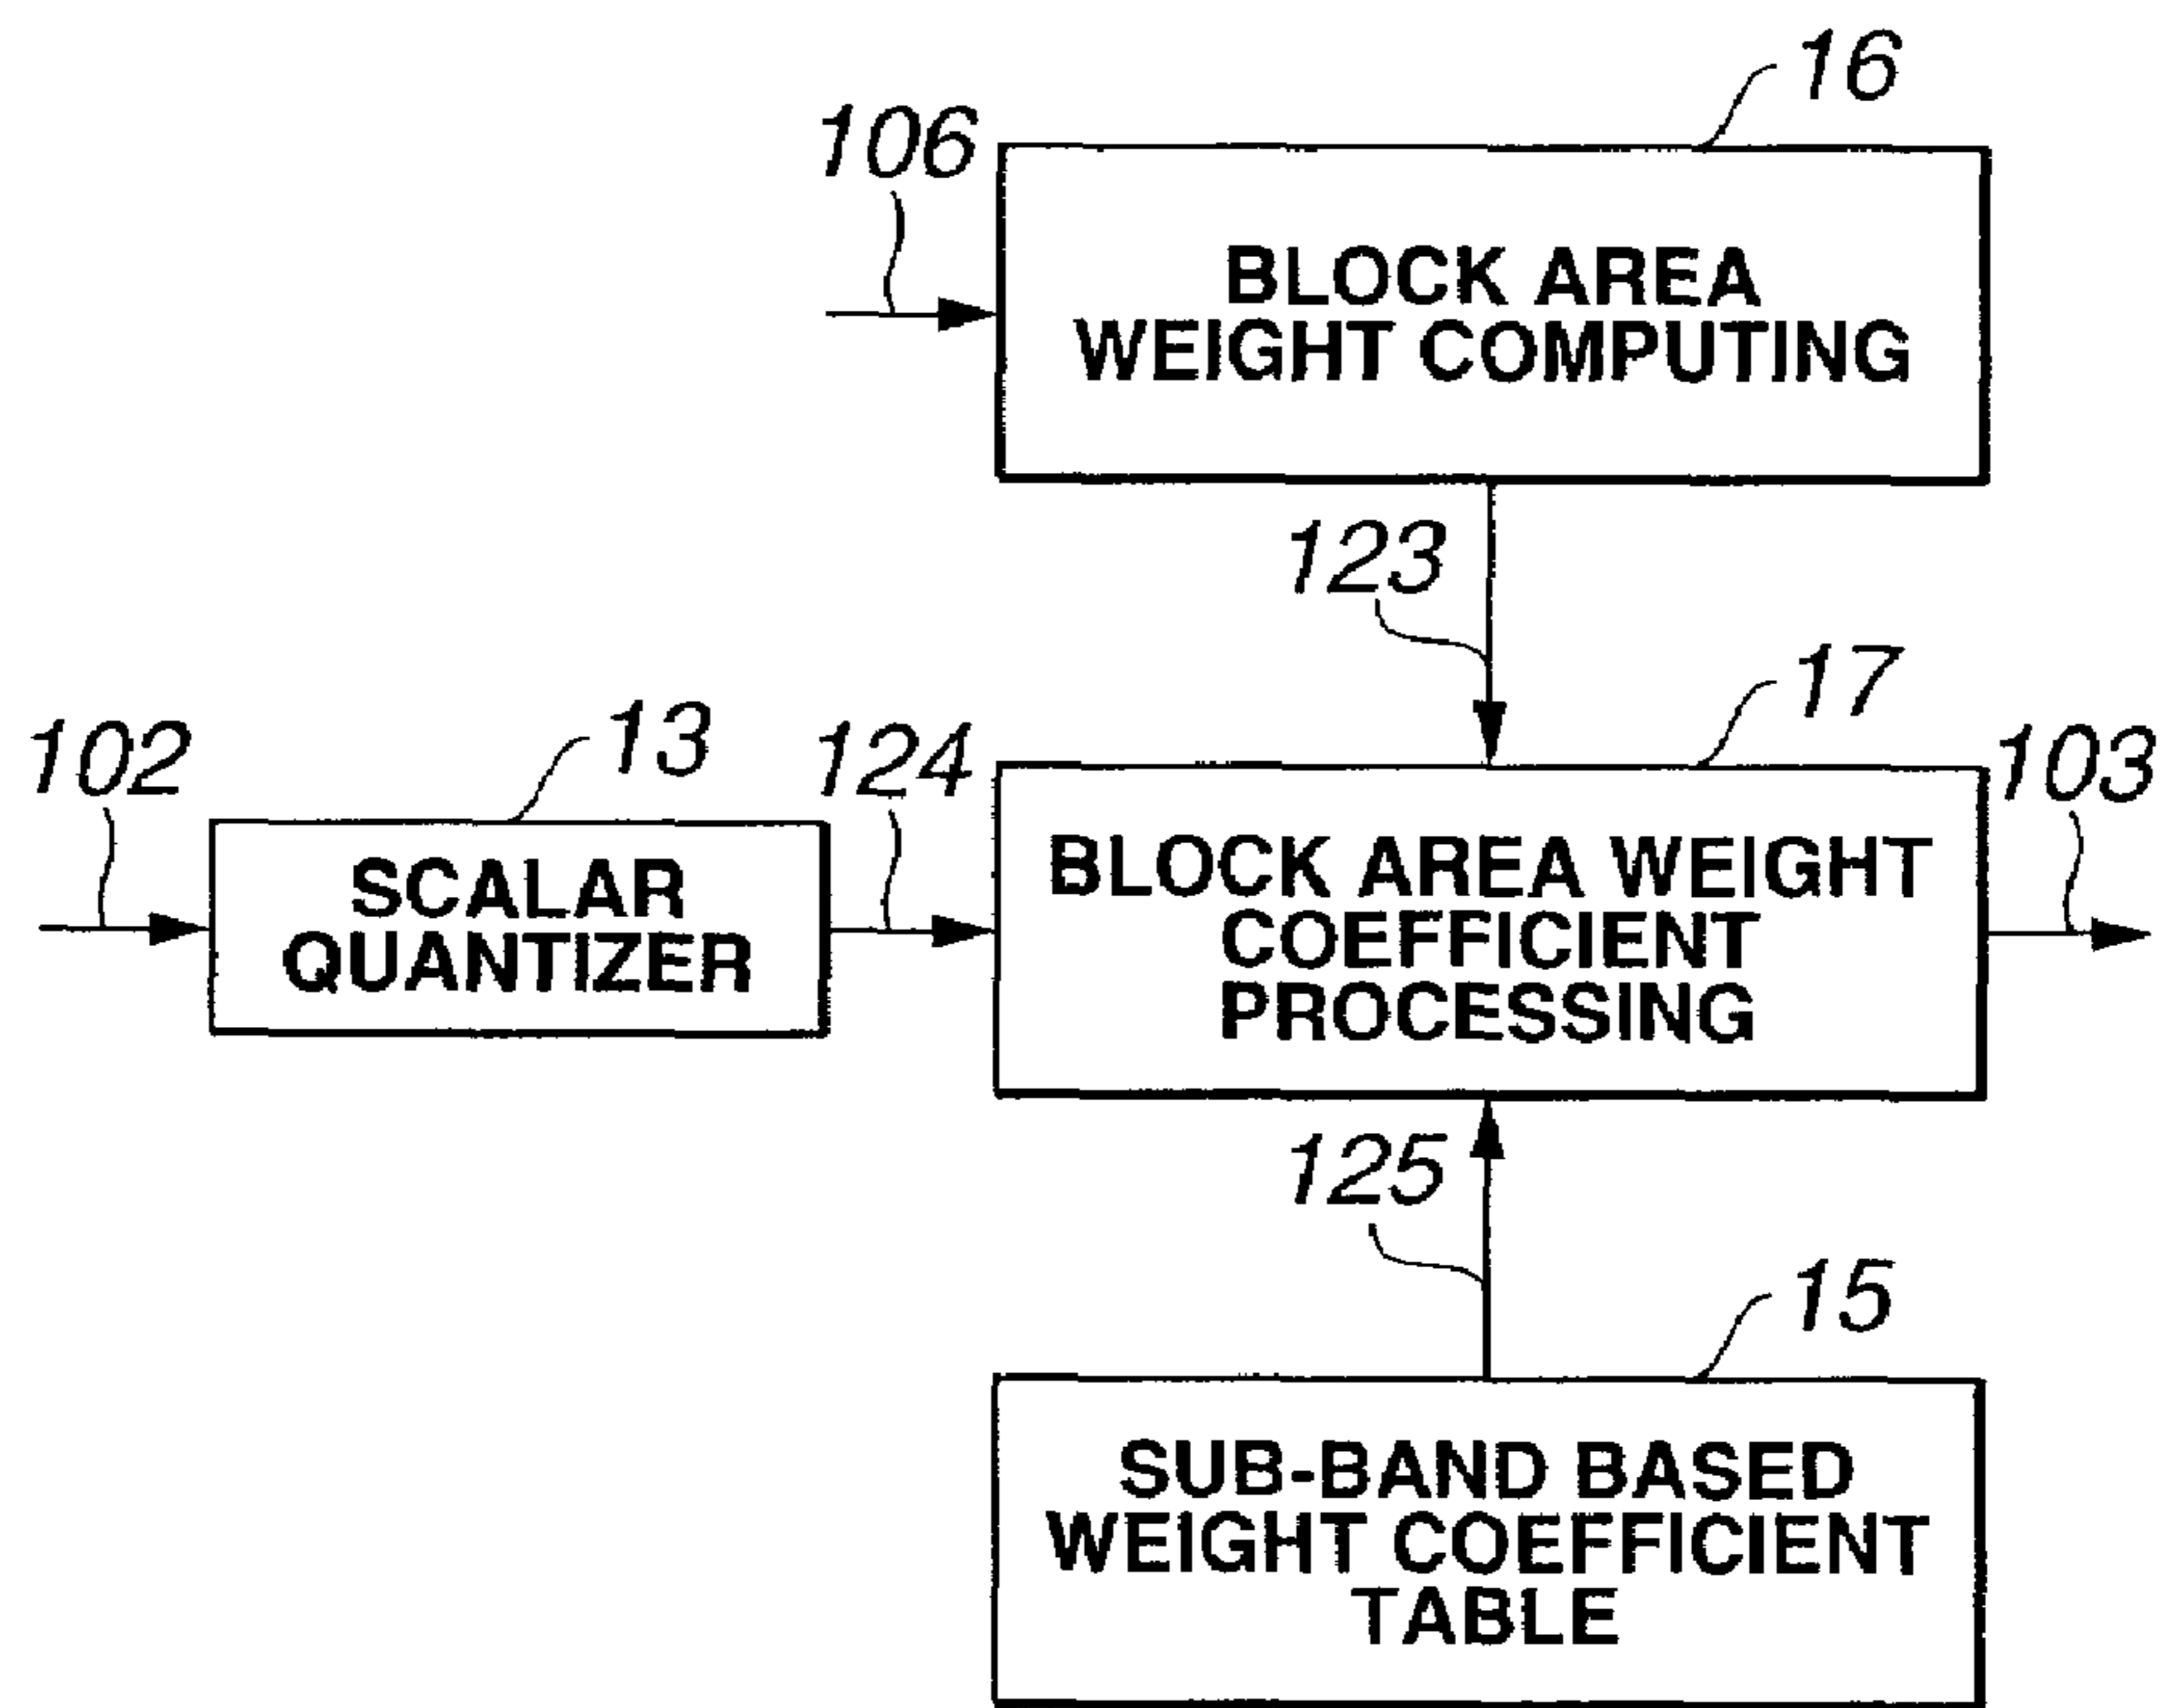 16
106
BLOCK AREA
WEIGHT COMPUTING
123
17
102
13
124
103
SCALAR
QUANTIZER
BLOCK AREA WEIGHT
COEFFICIENT
PROCESSING
125
15
SUB-BAND BASED
WEIGHT COEFFICIENT
TABLE